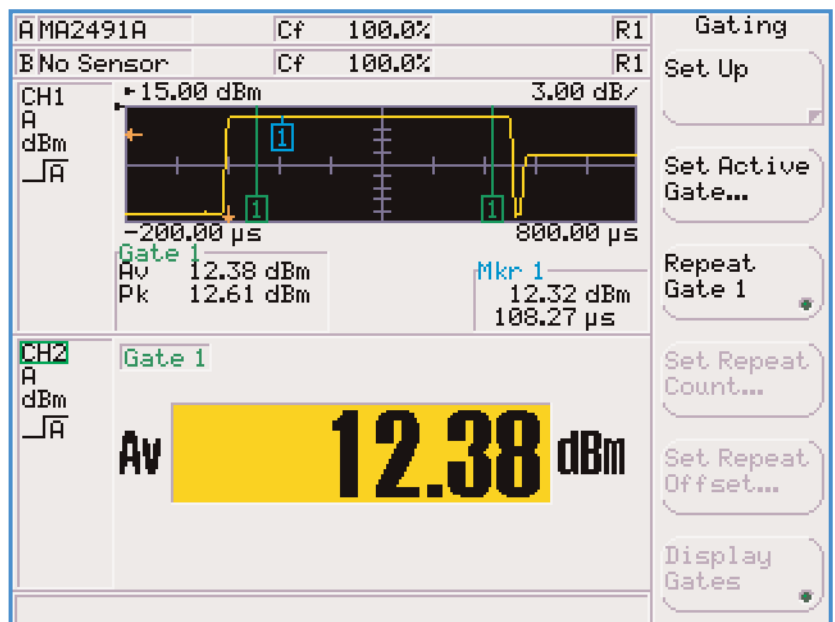 A MA2491A Cf 100.0% R1
B No Sensor Cf 100.0% R1
CH1
A
dBm
A
15.00 dBm 3.00 dB/
1
1 1
-200.00 µs 800.00 µs
Gate 1
Av 12.38 dBm
Pk 12.61 dBm
Mkr 1
12.32 dBm
108.27 µs
CH2
A
dBm
A
Gate 1
Av 12.38 dBm
Gating
Set Up
Set Active
Gate...
Repeat
Gate 1
Set Repeat
Count...
Set Repeat
Offset...
Display
Gates